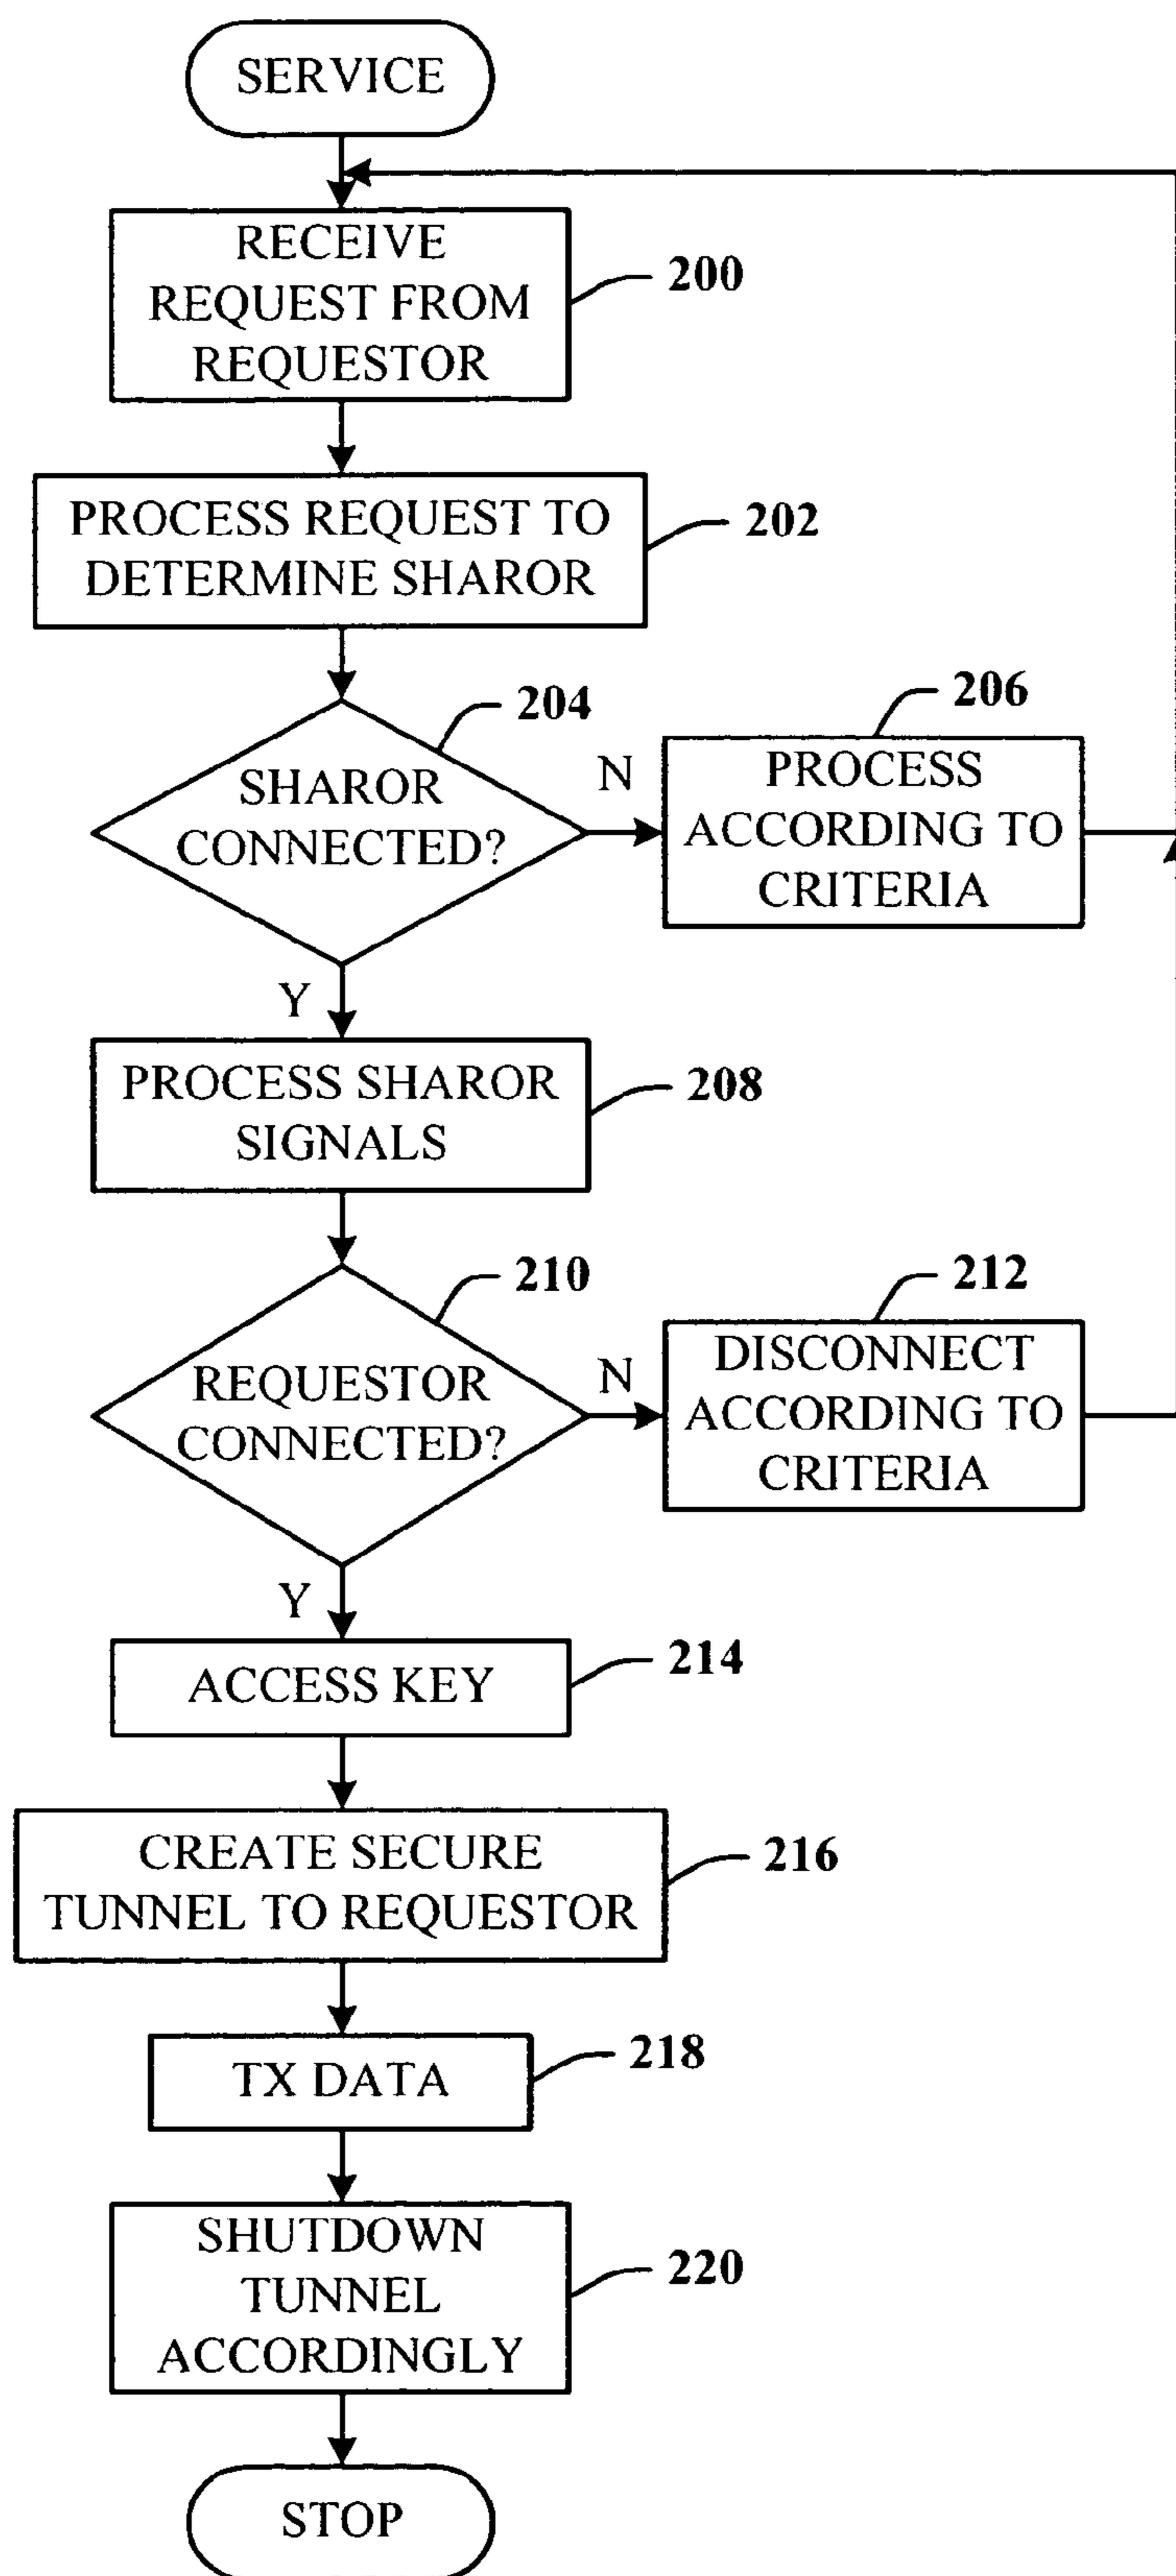 SERVICE
RECEIVE
REQUEST FROM
REQUESTOR
200
PROCESS REQUEST TO
DETERMINE SHAROR
202
SHAROR
CONNECTED?
204
N
PROCESS
ACCORDING TO
CRITERIA
206
Y
PROCESS SHAROR
SIGNALS
208
REQUESTOR
CONNECTED?
210
N
DISCONNECT
ACCORDING TO
CRITERIA
212
Y
ACCESS KEY
214
CREATE SECURE
TUNNEL TO REQUESTOR
216
TX DATA
218
SHUTDOWN
TUNNEL
ACCORDINGLY
220
STOP